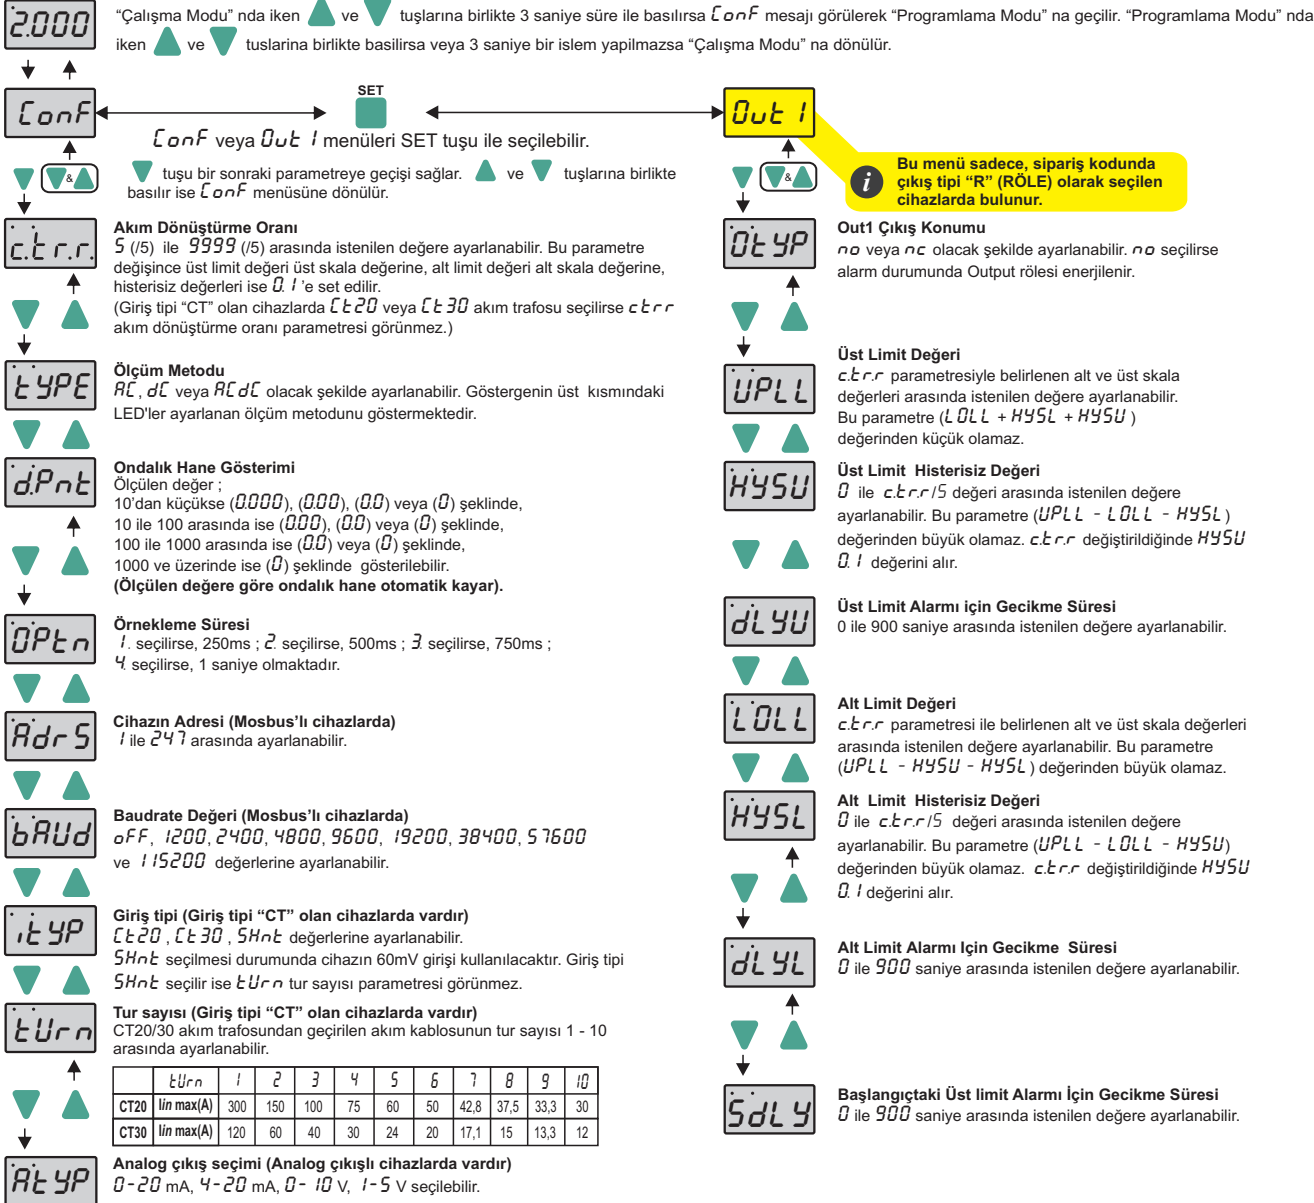 2.000
“Çalışma Modu” nda iken ve tuşlarına birlikte 3 saniye süre ile basılırsa ConF mesajı görülerek “Programlama Modu” na geçilir. “Programlama Modu” nda
iken ve tuslarina birlikte basilirsa veya 3 saniye bir islem yapilmazsa “Çalışma Modu” na dönülür.
ConF
SET
Out 1
ConF veya Out 1 menüleri SET tuşu ile seçilebilir.
&
tuşu bir sonraki parametreye geçişi sağlar. ve tuşlarına birlikte
basılır ise ConF menüsüne dönülür.
c.t r.r.
Akım Dönüştürme Oranı
5 (/5) ile 9999 (/5) arasında istenilen değere ayarlanabilir. Bu parametre
değişince üst limit değeri üst skala değerine, alt limit değeri alt skala değerine,
histerisiz değerleri ise 0.1 'e set edilir.
(Giriş tipi “CT” olan cihazlarda Ct20 veya Ct30 akım trafosu seçilirse ctrr
akım dönüştürme oranı parametresi görünmez.)
tYPE
Ölçüm Metodu
AC, dC veya ACdC olacak şekilde ayarlanabilir. Göstergenin üst kısmındaki
LED'ler ayarlanan ölçüm metodunu göstermektedir.
d.Pnt
Ondalık Hane Gösterimi
Ölçülen değer ;
10’dan küçükse (0.000), (0.00), (0.0) veya (0) şeklinde,
10 ile 100 arasında ise (0.00), (0.0) veya (0) şeklinde,
100 ile 1000 arasında ise (0.0) veya (0) şeklinde,
1000 ve üzerinde ise (0) şeklinde gösterilebilir.
(Ölçülen değere göre ondalık hane otomatik kayar).
OPtn
Örnekleme Süresi
1. seçilirse, 250ms ; 2. seçilirse, 500ms ; 3. seçilirse, 750ms ;
4. seçilirse, 1 saniye olmaktadır.
AdrS
Cihazın Adresi (Mosbus’lı cihazlarda)
1 ile 247 arasında ayarlanabilir.
bAUd
Baudrate Değeri (Mosbus’lı cihazlarda)
oFF, 1200, 2400, 4800, 9600, 19200, 38400, 57600
ve 115200 değerlerine ayarlanabilir.
itYP
Giriş tipi (Giriş tipi “CT” olan cihazlarda vardır)
Ct20 , Ct30 , SHnt değerlerine ayarlanabilir.
SHnt seçilmesi durumunda cihazın 60mV girişi kullanılacaktır. Giriş tipi
SHnt seçilir ise tUrn tur sayısı parametresi görünmez.
tUrn
Tur sayısı (Giriş tipi “CT” olan cihazlarda vardır)
CT20/30 akım trafosundan geçirilen akım kablosunun tur sayısı 1 - 10
arasında ayarlanabilir.
tUrn 1 2 3 4 5 6 7 8 9 10
CT20 Iin max(A) 300 150 100 75 60 50 42,8 37,5 33,3 30
CT30 Iin max(A) 120 60 40 30 24 20 17,1 15 13,3 12
AtYP
Analog çıkış seçimi (Analog çıkışlı cihazlarda vardır)
0-20 mA, 4-20 mA, 0-10 V, 1-5 V seçilebilir.
i
Bu menü sadece, sipariş kodunda
çıkış tipi “R” (RÖLE) olarak seçilen
cihazlarda bulunur.
&
OtYP
Out1 Çıkış Konumu
no veya nc olacak şekilde ayarlanabilir. no seçilirse
alarm durumunda Output rölesi enerjilenir.
UPLL
Üst Limit Değeri
c.t r.r parametresiyle belirlenen alt ve üst skala
değerleri arasında istenilen değere ayarlanabilir.
Bu parametre (LOLL + HYSL + HYSU )
değerinden küçük olamaz.
HYSU
Üst Limit Histerisiz Değeri
0 ile c.t r.r /5 değeri arasında istenilen değere
ayarlanabilir. Bu parametre (UPLL - LOLL - HYSL )
değerinden büyük olamaz. c.t r.r değiştirildiğinde HYSU
0.1 değerini alır.
dLYU
Üst Limit Alarmı için Gecikme Süresi
0 ile 900 saniye arasında istenilen değere ayarlanabilir.
LOLL
Alt Limit Değeri
c.t r.r parametresi ile belirlenen alt ve üst skala değerleri
arasında istenilen değere ayarlanabilir. Bu parametre
(UPLL - HYSU - HYSL ) değerinden büyük olamaz.
HYSL
Alt Limit Histerisiz Değeri
0 ile c.t r.r /5 değeri arasında istenilen değere
ayarlanabilir. Bu parametre (UPLL - LOLL - HYSU)
değerinden büyük olamaz. c.t r.r değiştirildiğinde HYSU
0.1 değerini alır.
dLYL
Alt Limit Alarmı Için Gecikme Süresi
0 ile 900 saniye arasında istenilen değere ayarlanabilir.
SdLY
Başlangıçtaki Üst limit Alarmı İçin Gecikme Süresi
0 ile 900 saniye arasında istenilen değere ayarlanabilir.